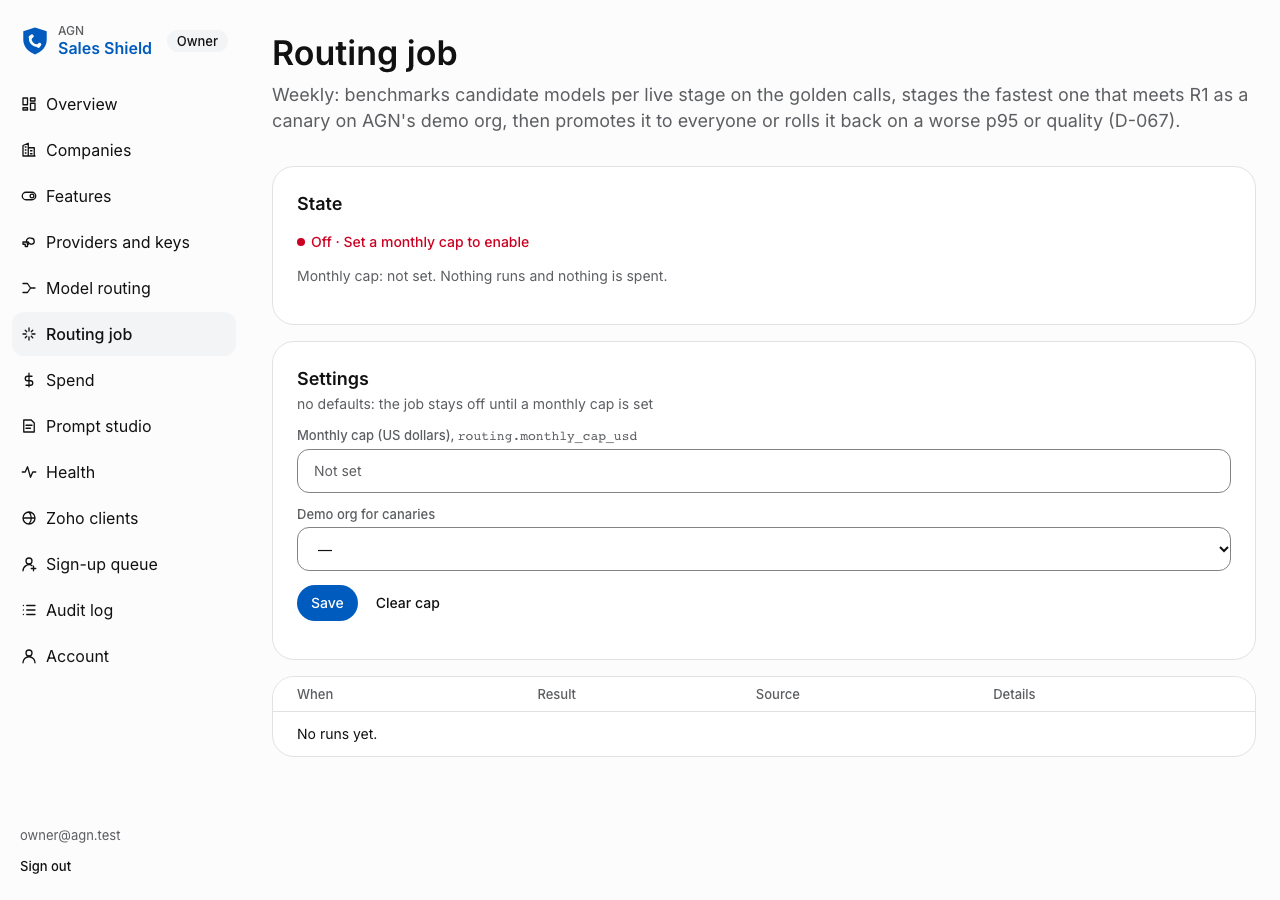 AGN
Sales Shield
Owner
Overview
Companies
Features
Providers and keys
Model routing
Routing job
Spend
Prompt studio
Health
Zoho clients
Sign-up queue
Audit log
Account
owner@agn.test
Sign out
Routing job
Weekly: benchmarks candidate models per live stage on the golden calls, stages the fastest one that meets R1 as a
canary on AGN's demo org, then promotes it to everyone or rolls it back on a worse p95 or quality (D-067).
State
Off · Set a monthly cap to enable
Monthly cap: not set. Nothing runs and nothing is spent.
Settings
no defaults: the job stays off until a monthly cap is set
Monthly cap (US dollars), routing.monthly_cap_usd
Not set
Demo org for canaries
—
Save Clear cap
When Result Source Details
No runs yet.